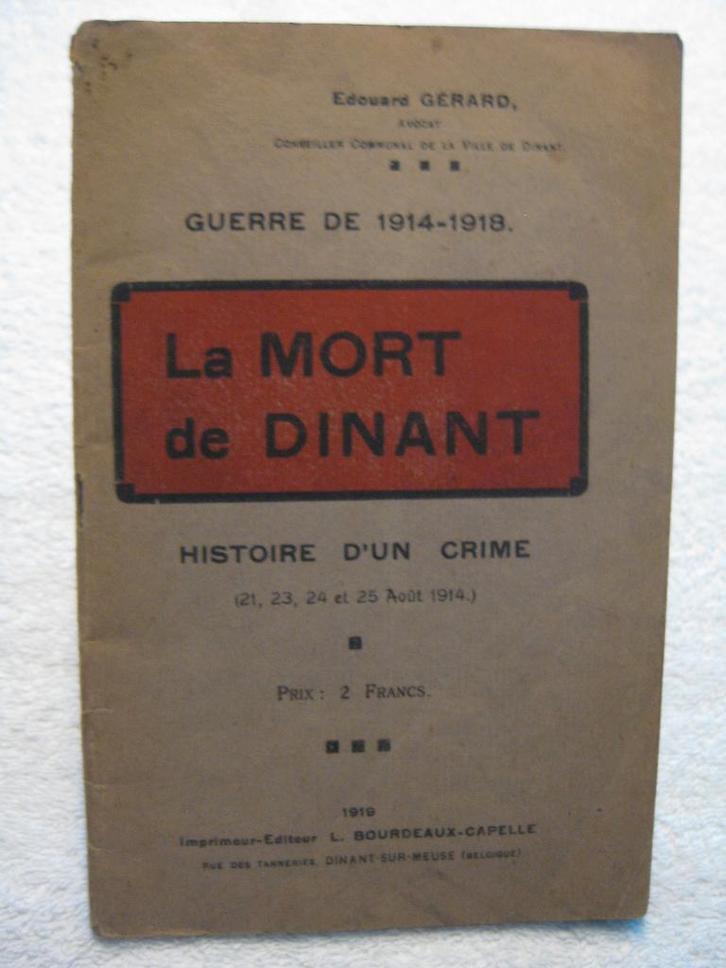 Edouard GÉRARD,
AVOCAT
CONSEILLER COMMUNAL DE LA VILLE DE DINANT.
GUERRE DE 1914-1918.
La MORT
de DINANT
HISTOIRE D'UN CRIME
(21, 23, 24 et 25 Août 1914.)
PRIX : 2 FRANCS.
1919
Imprimeur-Editeur L. BOURDEAUX-CAPELLE
RUE DES TANNERIES, DINANT-SUR-MEUSE (BELGIQUE)